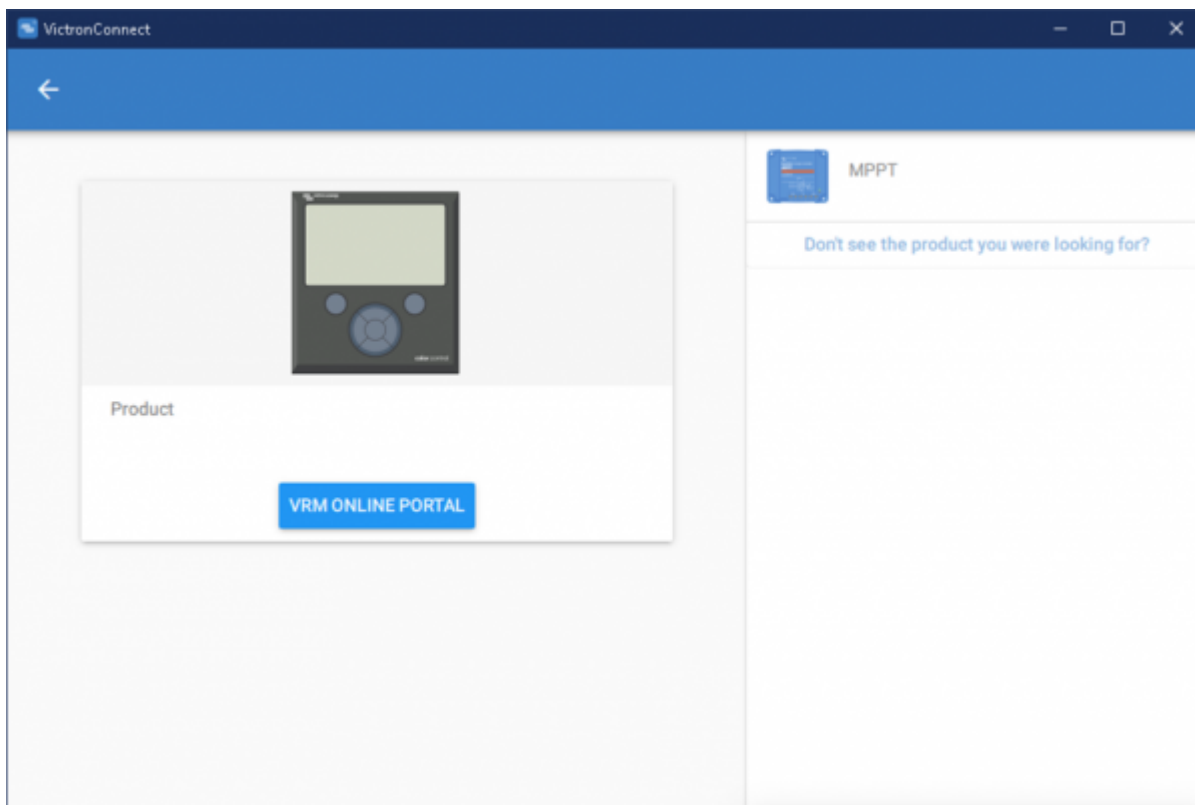 VictronConnect
MPPT
Don't see the product you were looking for?
Product
VRM ONLINE PORTAL